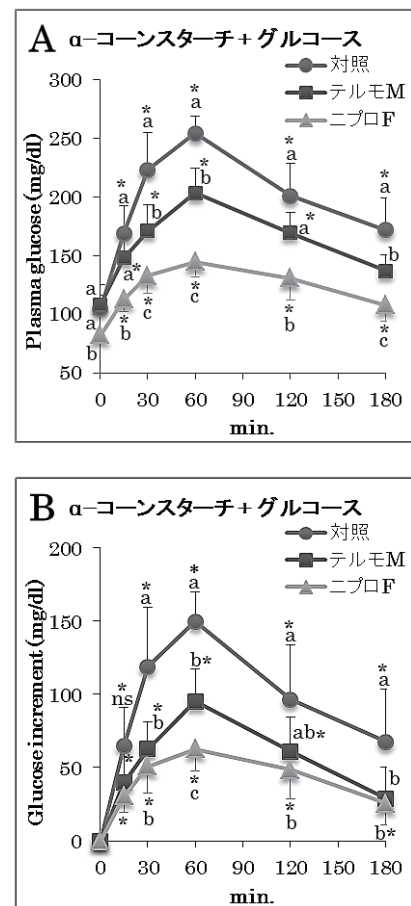 A α-コーンスターチ+グルコース
対照
テルモM
ニプロF
Plasma glucose (mg/dl)
300
250
200
150
100
50
* a
* a
* a
* a
* a
* b
* b
a *
a *
b
a
a
b
* b
* c
* c
* b
* c
0 30 60 90 120 150 180
min.
B α-コーンスターチ+グルコース
対照
テルモM
ニプロF
Glucose increment (mg/dl)
200
150
100
50
0
* ns
* a
* a
* a
* a
*
* b
b*
ab*
b
*
* b
* c
* b
b*
0 30 60 90 120 150 180
min.